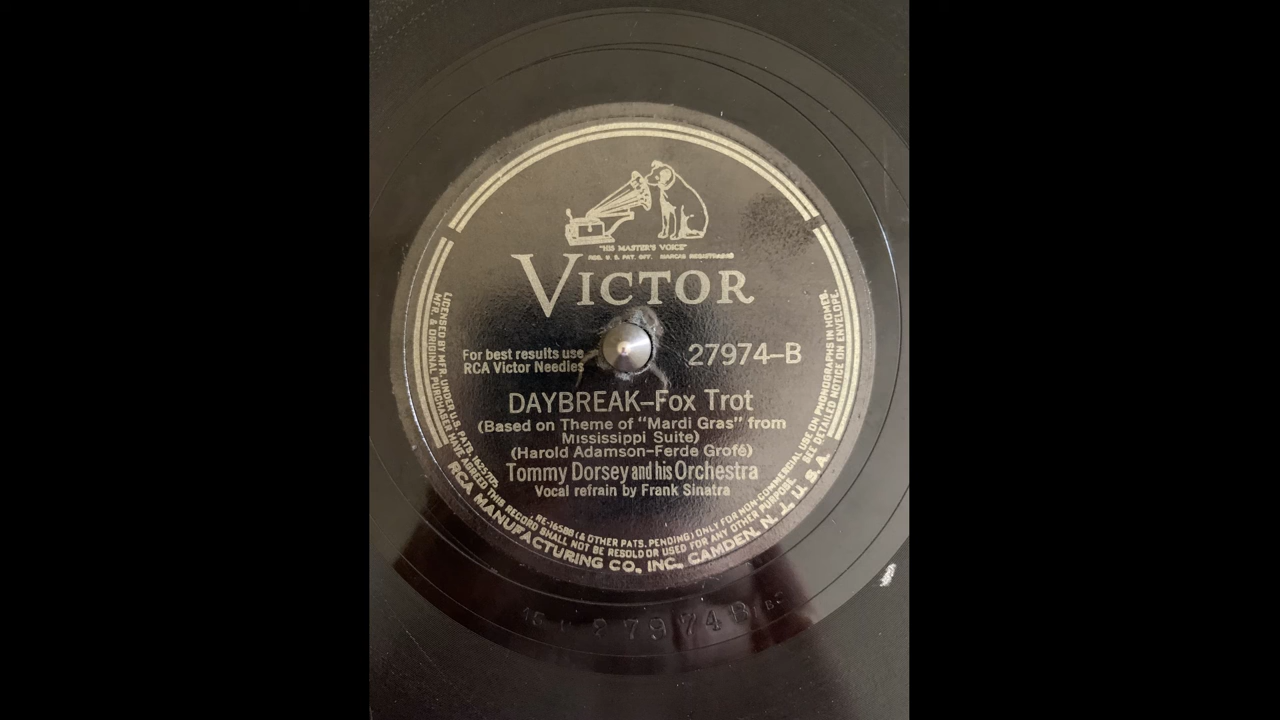 "HIS MASTER'S VOICE"
REG. U. S. PAT. OFF. MARCAS REGISTRADAS
VICTOR
For best results use
RCA Victor Needles
27974–B
DAYBREAK–Fox Trot
(Based on Theme of "Mardi Gras" from
Mississippi Suite)
(Harold Adamson-Ferde Grofé)
Tommy Dorsey and his Orchestra
Vocal refrain by Frank Sinatra
LICENSED BY MFR. UNDER U.S. PATS. 1625705,
RE-16588 (& OTHER PATS. PENDING) ONLY FOR NON-COMMERCIAL USE ON PHONOGRAPHS IN HOMES.
MFR. & ORIGINAL PURCHASER HAVE AGREED THIS RECORD SHALL NOT BE RESOLD OR USED FOR ANY OTHER PURPOSE. SEE DETAILED NOTICE ON ENVELOPE.
RCA MANUFACTURING CO., INC., CAMDEN, N. J., U. S. A.
279748